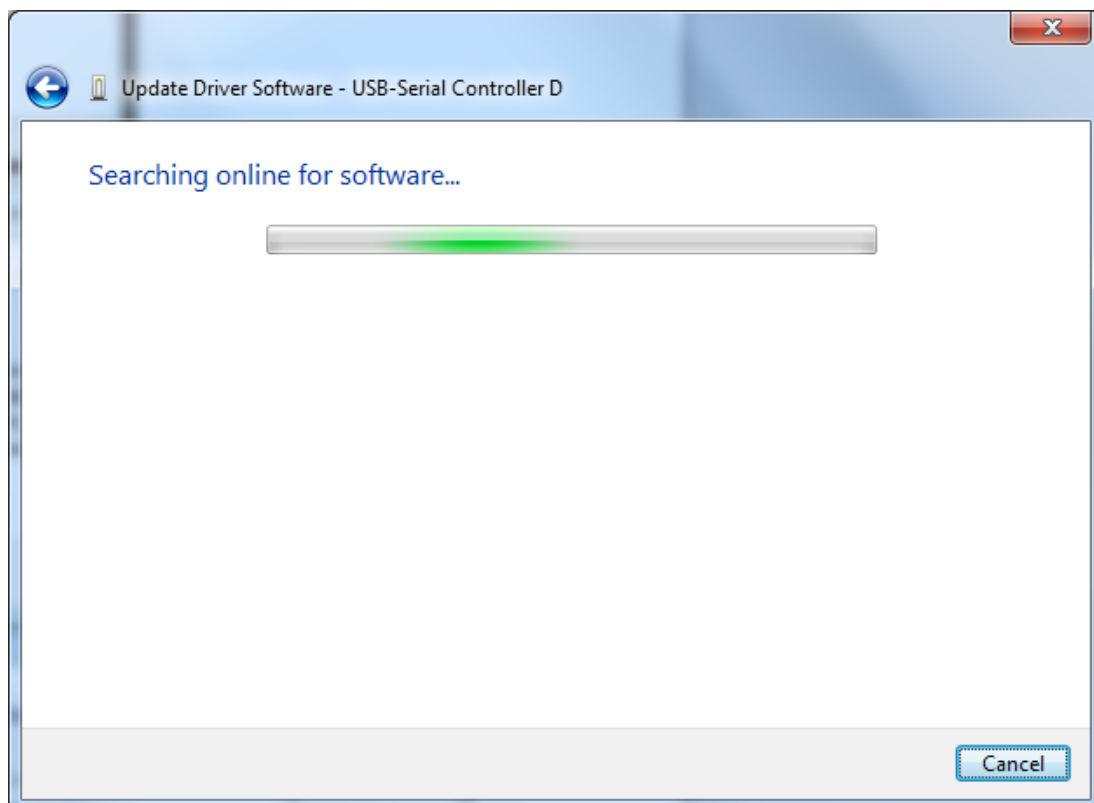 Update Driver Software - USB-Serial Controller D
Searching online for software...
Cancel